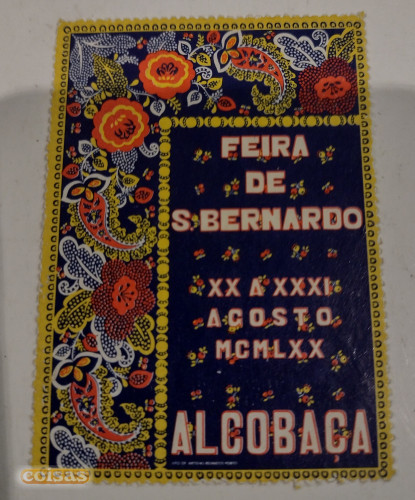 FEIRA
DE
S. BERNARDO
XX A XXXI
AGOSTO
MCMLXX
ALCOBAÇA
coisas